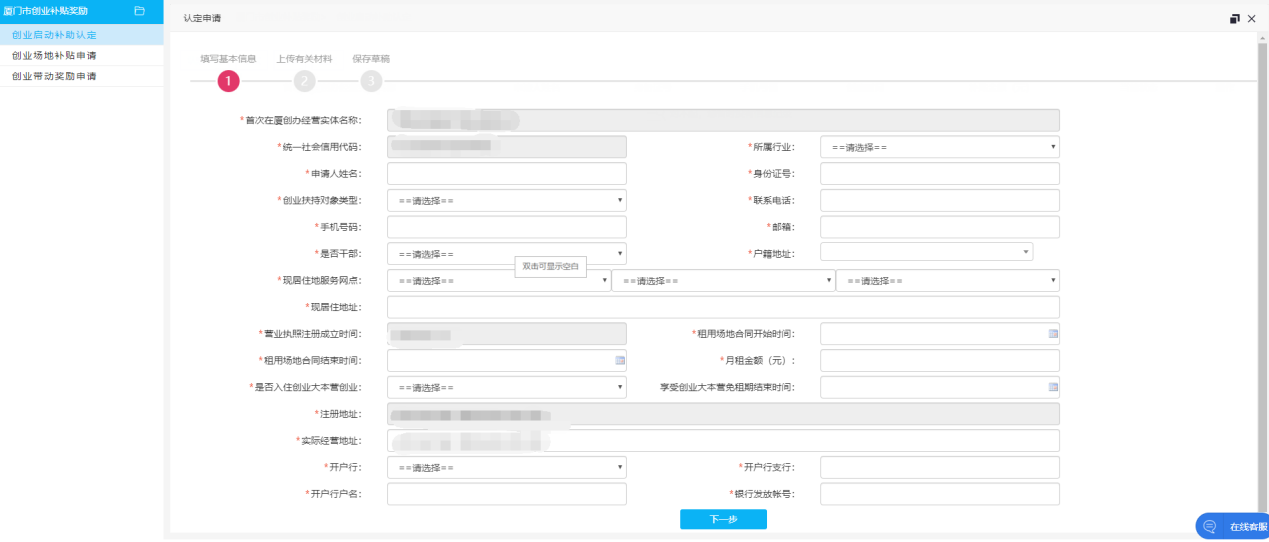 厦门市创业补贴奖励
创业启动补助认定
创业场地补贴申请
创业带动奖励申请
认定申请
填写基本信息 上传有关材料 保存草稿
1 2 3
*首次在厦创办经营实体名称：
*统一社会信用代码： *所属行业： ==请选择==
*申请人姓名： *身份证号：
*创业扶持对象类型： ==请选择== *联系电话：
*手机号码： *邮箱：
*是否干部： ==请选择== *户籍地址：
双击可显示空白
*现居住地服务网点： ==请选择== ==请选择== ==请选择==
*现居住地址：
*营业执照注册成立时间： *租用场地合同开始时间：
*租用场地合同结束时间： *月租金额（元）：
*是否入住创业大本营创业： ==请选择== 享受创业大本营免租期结束时间：
*注册地址：
*实际经营地址：
*开户行： ==请选择== *开户行支行：
*开户行户名： *银行发放帐号：
下一步
在线客服